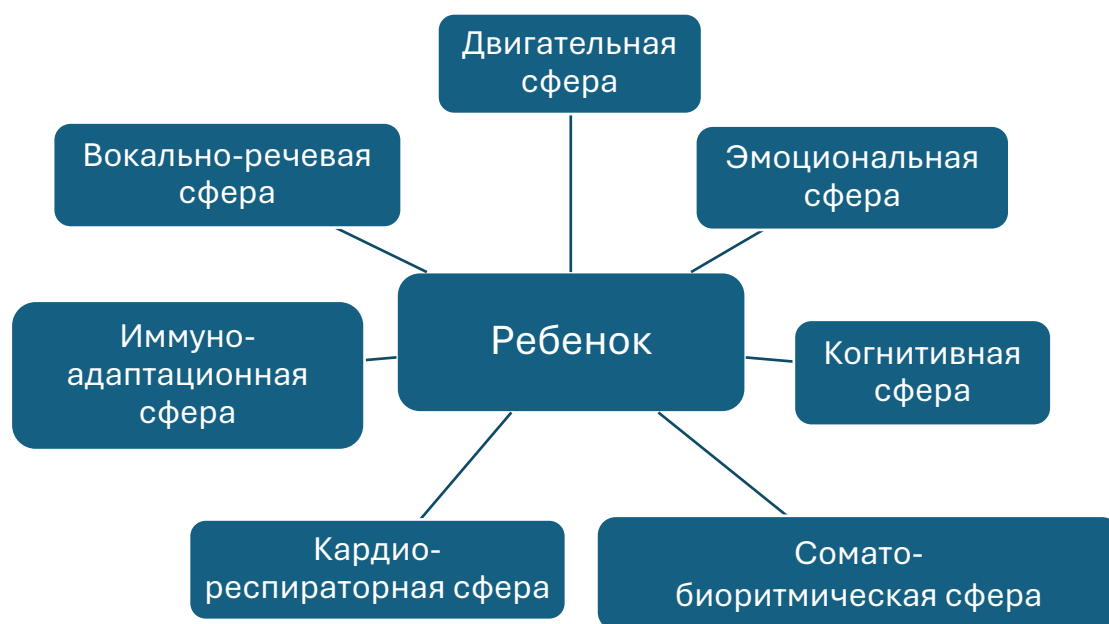 Двигательная
сфера
Вокально-речевая
сфера
Эмоциональная
сфера
Иммуно-
адаптационная
сфера
Ребенок
Когнитивная
сфера
Кардио-
респираторная сфера
Сомато-
биоритмическая сфера